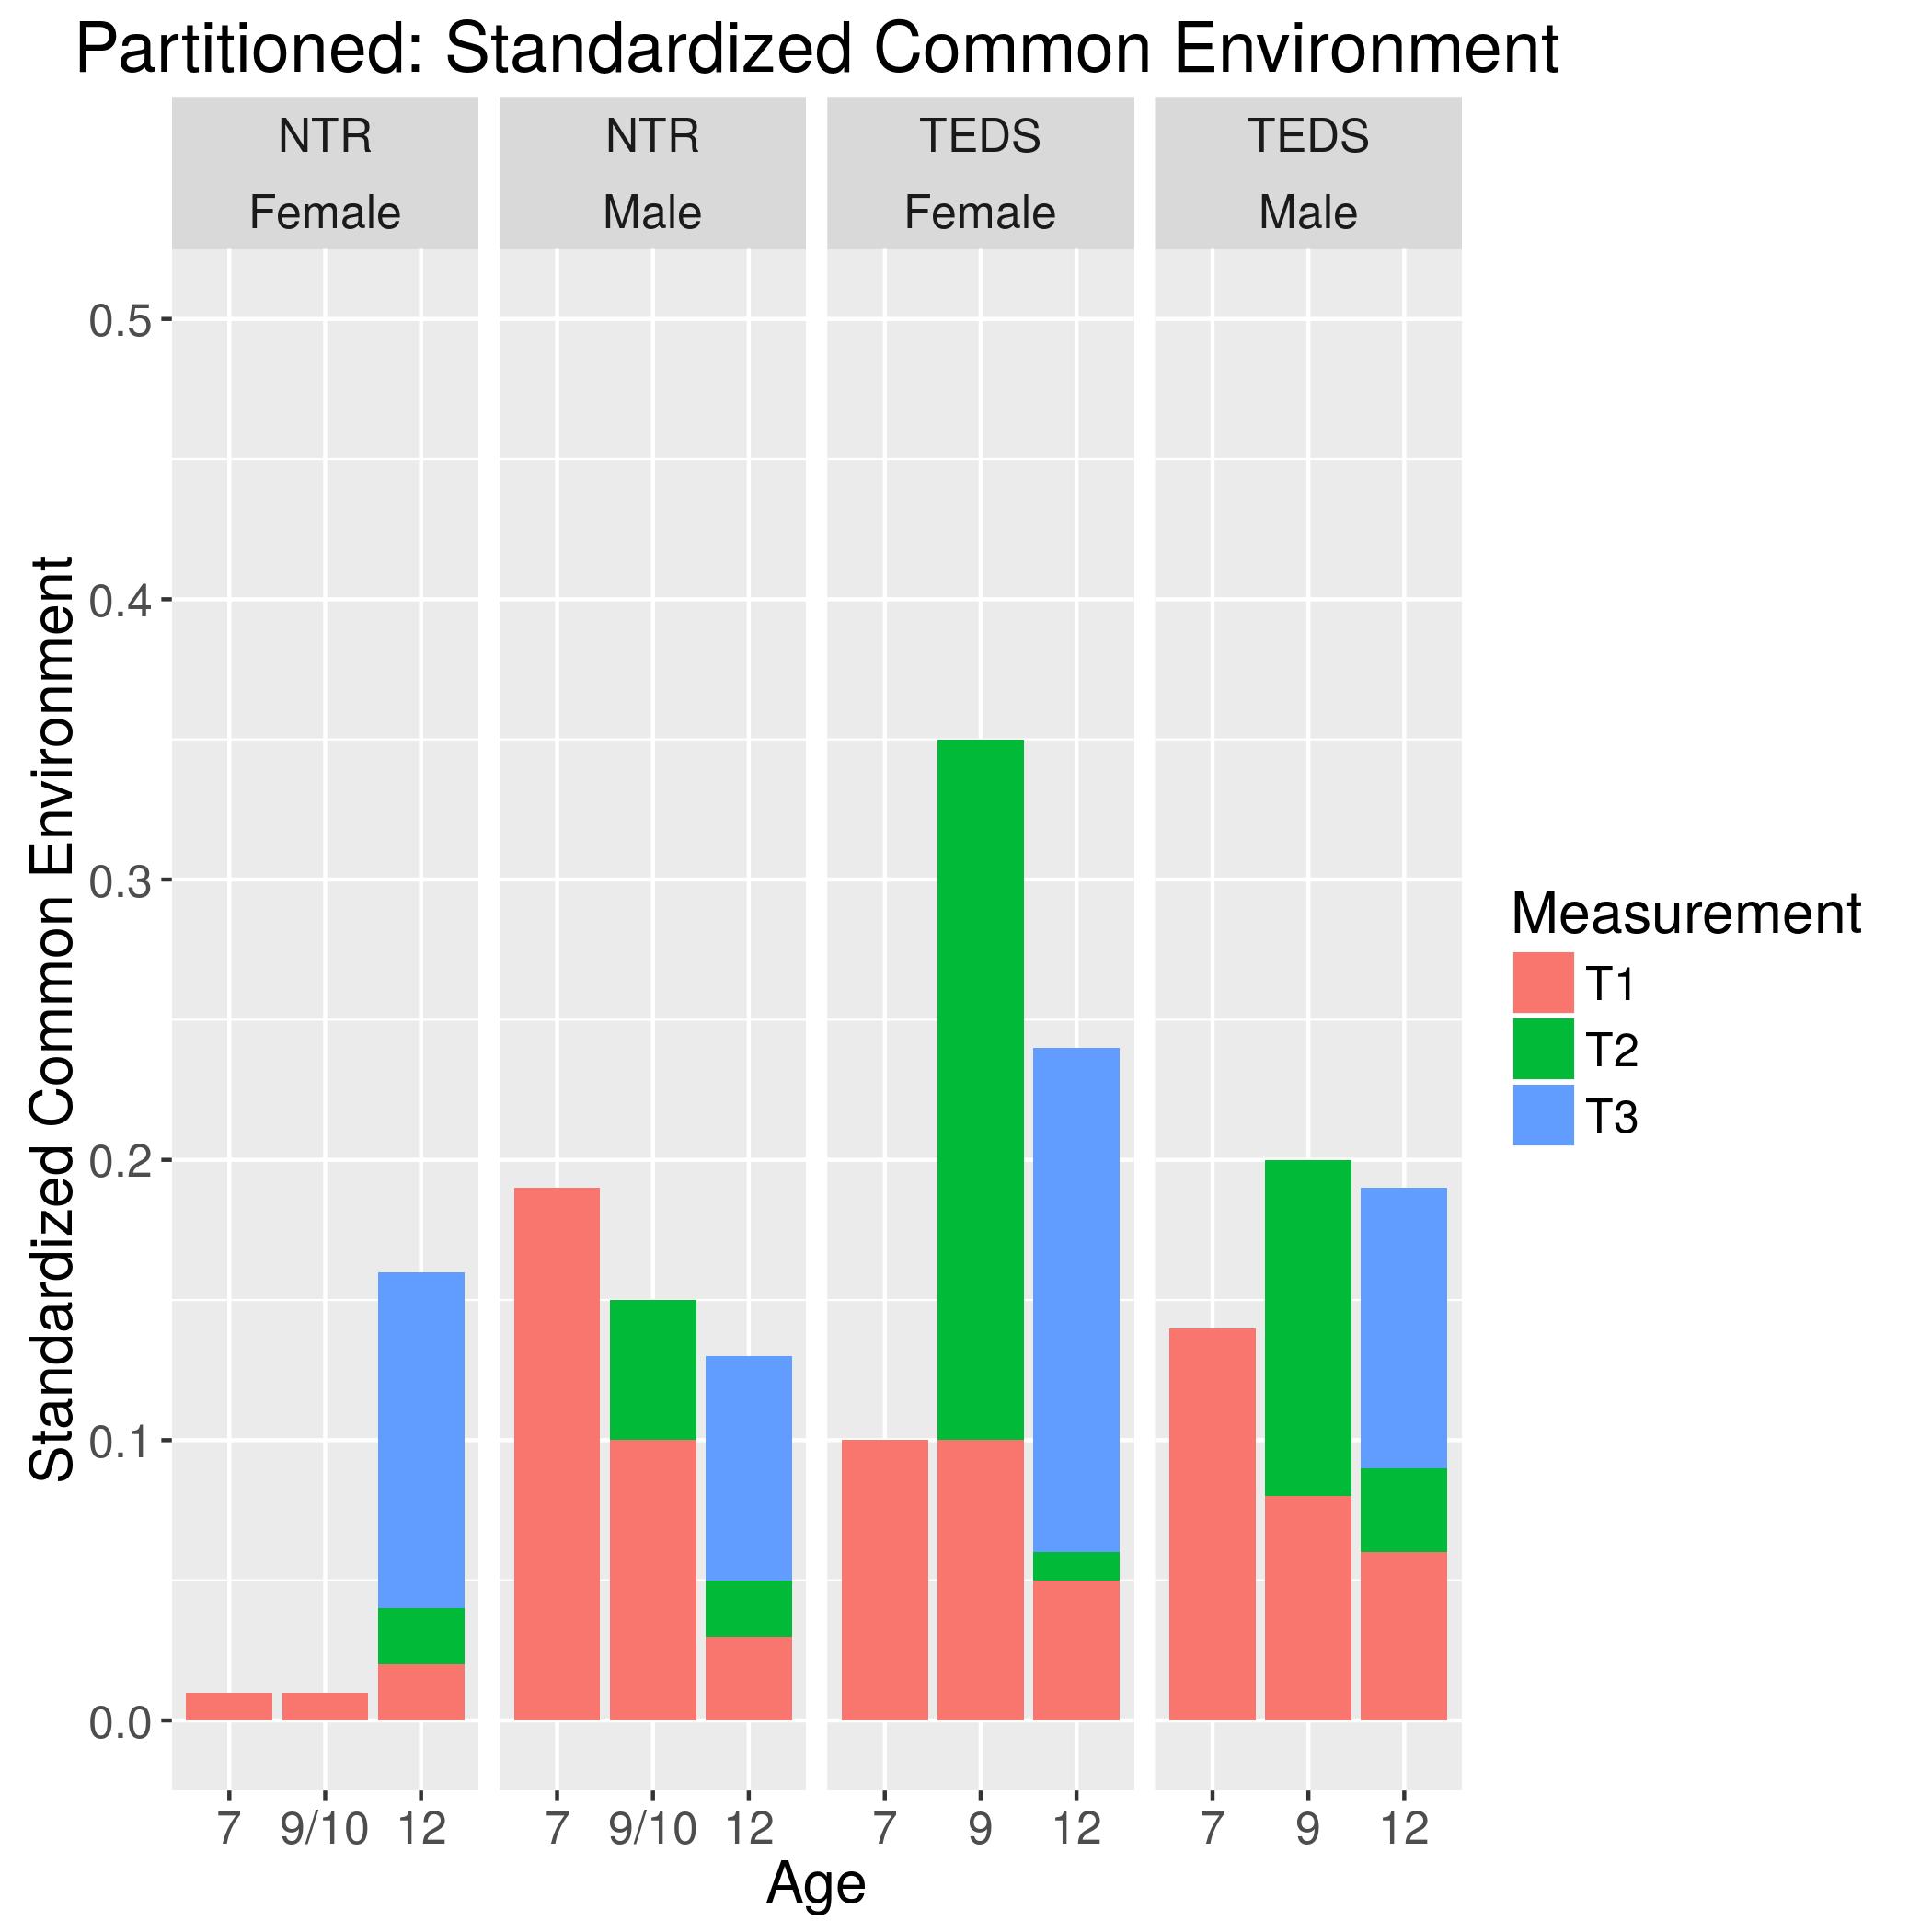 Partitioned: Standardized Common Environment
NTR NTR TEDS TEDS
Female Male Female Male
Standardized Common Environment
0.5
0.4
0.3
0.2
0.1
0.0
7 9/10 12 7 9/10 12 7 9 12 7 9 12
Age
Measurement
T1
T2
T3